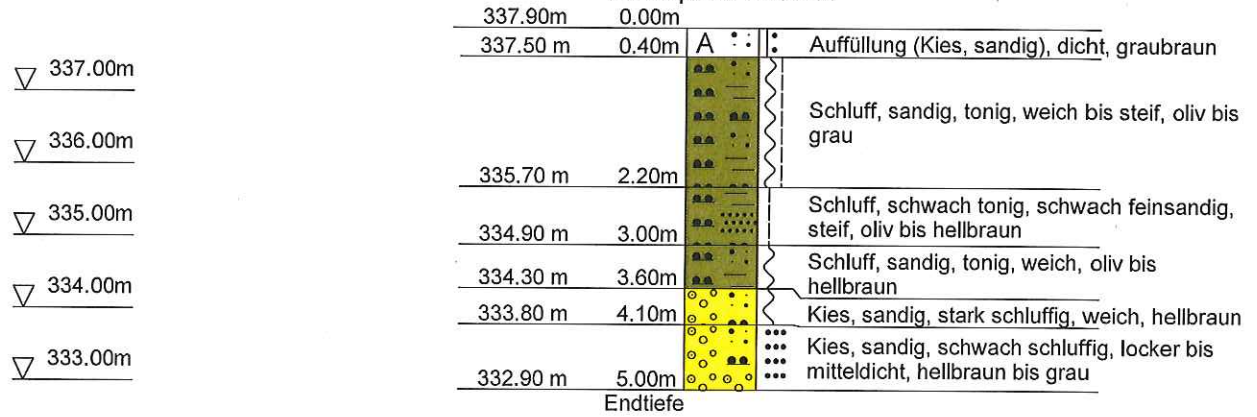 337.90m 0.00m
337.50 m 0.40m A Auffüllung (Kies, sandig), dicht, graubraun
337.00m
Schluff, sandig, tonig, weich bis steif, oliv bis
grau
336.00m
335.70 m 2.20m
335.00m
Schluff, schwach tonig, schwach feinsandig,
steif, oliv bis hellbraun
334.90 m 3.00m
Schluff, sandig, tonig, weich, oliv bis
hellbraun
334.30 m 3.60m
334.00m
333.80 m 4.10m Kies, sandig, stark schluffig, weich, hellbraun
333.00m
Kies, sandig, schwach schluffig, locker bis
mitteldicht, hellbraun bis grau
332.90 m 5.00m
Endtiefe